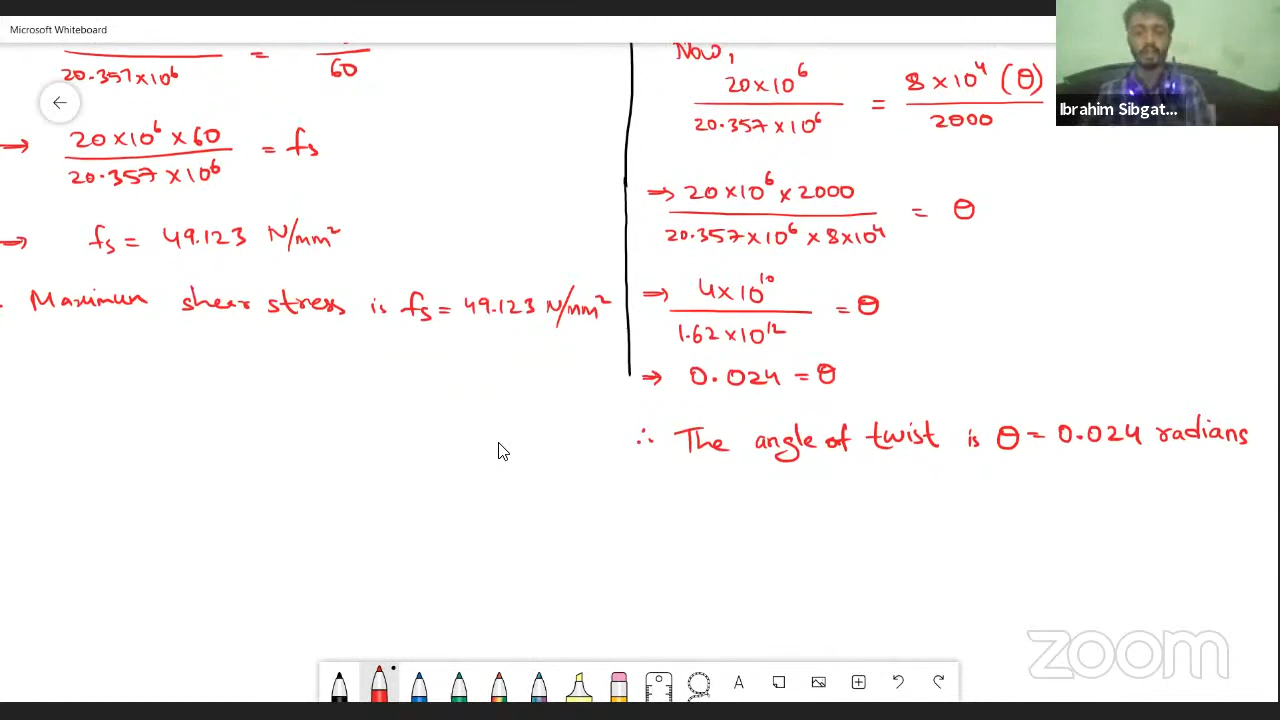 Microsoft Whiteboard
20.357×10⁶ = 60
→ 20×10⁶×60 / 20.357×10⁶ = fs
→ fs = 49.123 N/mm²
. Maximum shear stress is fs = 49.123 N/mm²
Now,
20×10⁶ / 20.357×10⁶ = 8×10⁴ (θ) / 2000
⇒ 20×10⁶×2000 / 20.357×10⁶×8×10⁴ = θ
⇒ 4×10¹⁰ / 1.62×10¹² = θ
⇒ 0.024 = θ
∴ The angle of twist is θ = 0.024 radians
Ibrahim Sibgat...
zoom
A